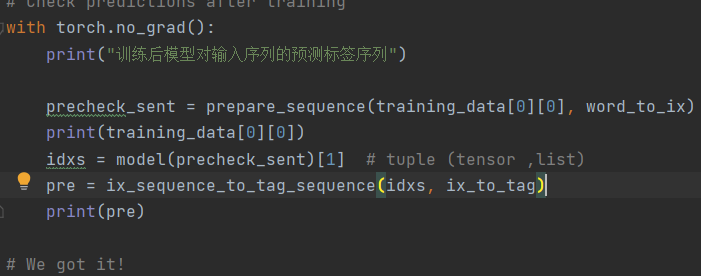 # Check predictions after training
with torch.no_grad():
print("训练后模型对输入序列的预测标签序列")
precheck_sent = prepare_sequence(training_data[0][0], word_to_ix)
print(training_data[0][0])
idxs = model(precheck_sent)[1]  # tuple (tensor ,list)
pre = ix_sequence_to_tag_sequence(idxs, ix_to_tag)
print(pre)
# We got it!